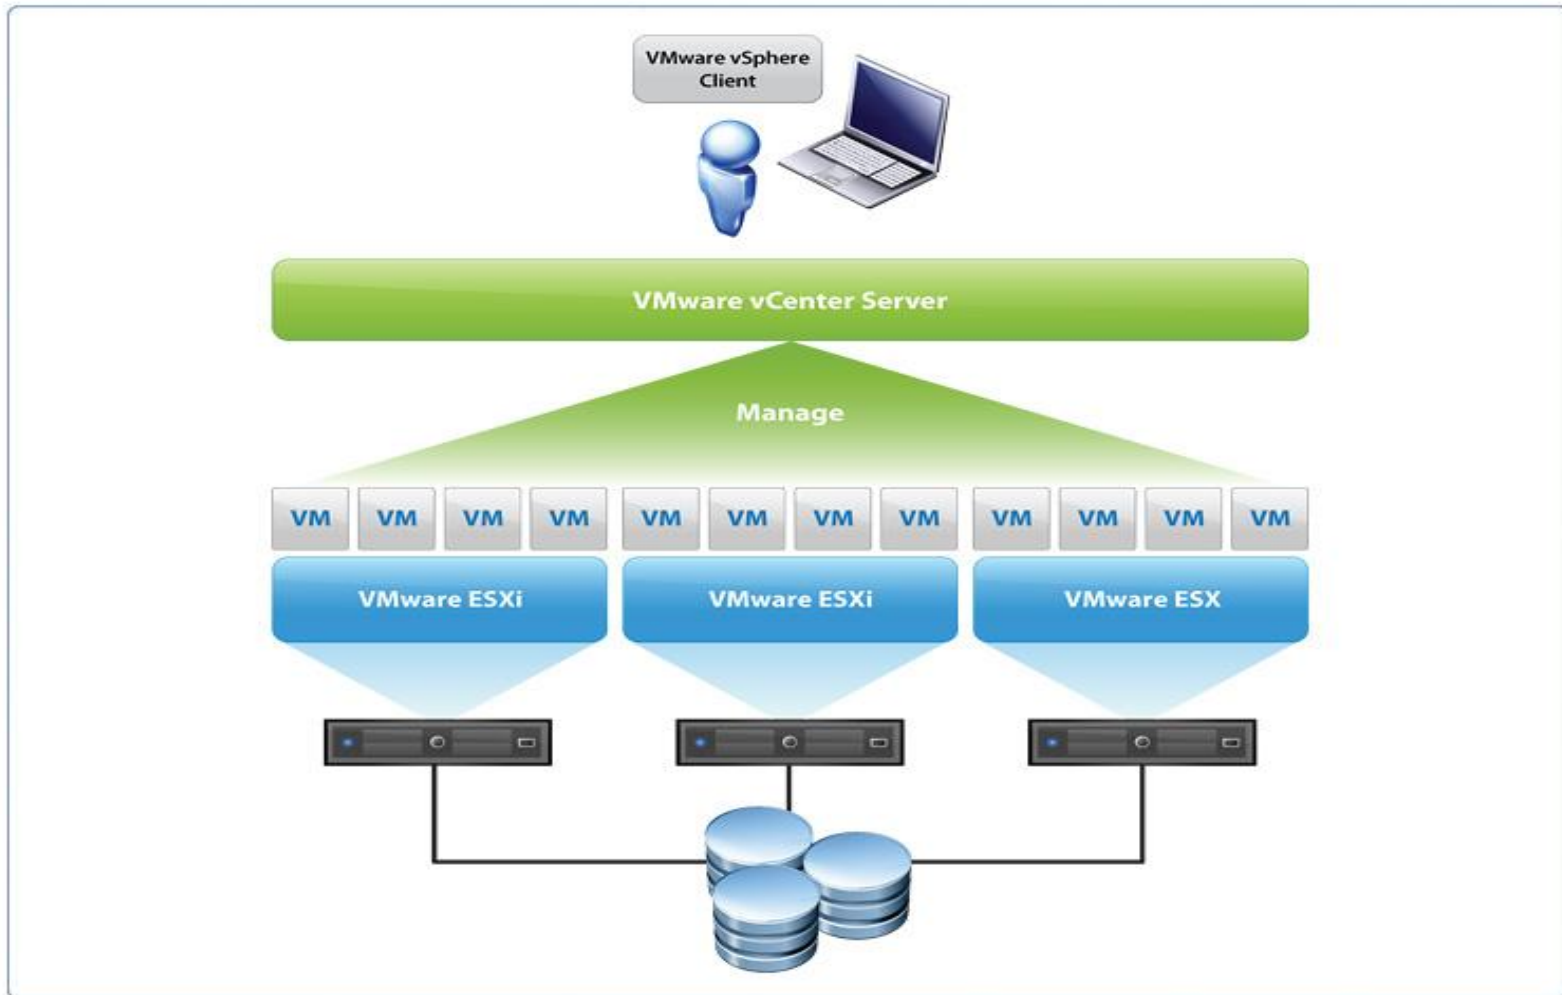 VMware vSphere
Client
VMware vCenter Server
Manage
VM VM VM VM VM VM VM VM VM VM VM VM
VMware ESXi VMware ESXi VMware ESX